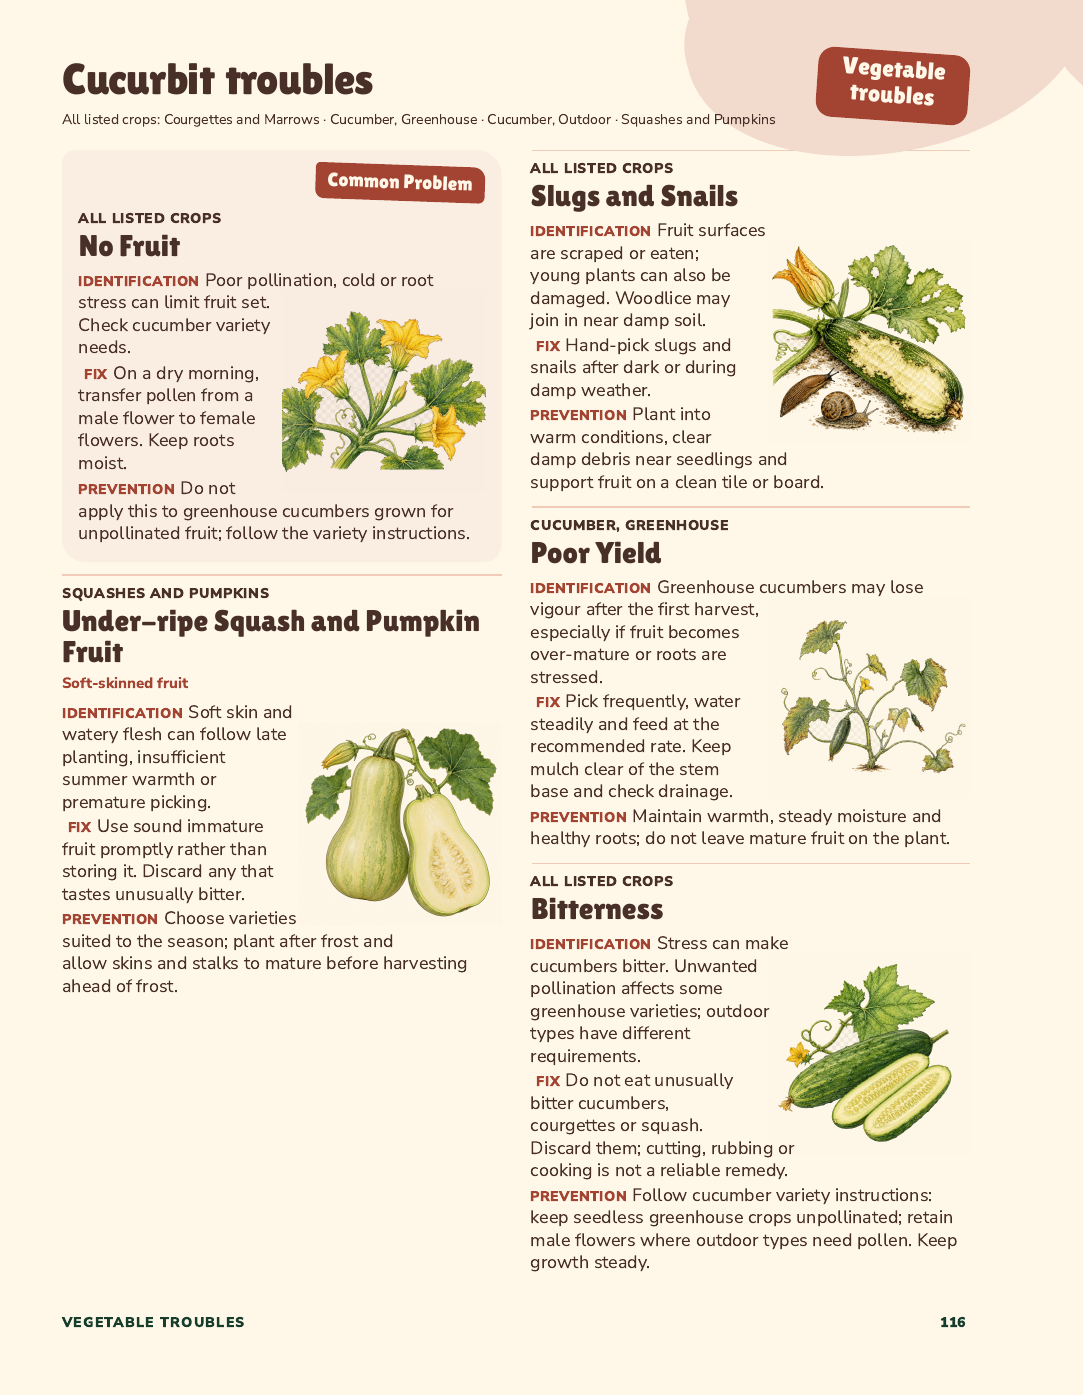 Cucurbit troubles
Vegetable
troubles
All listed crops: Courgettes and Marrows · Cucumber, Greenhouse · Cucumber, Outdoor · Squashes and Pumpkins
Common Problem
ALL LISTED CROPS
No Fruit
IDENTIFICATION Poor pollination, cold or root
stress can limit fruit set.
Check cucumber variety
needs.
FIX On a dry morning,
transfer pollen from a
male flower to female
flowers. Keep roots
moist.
PREVENTION Do not
apply this to greenhouse cucumbers grown for
unpollinated fruit; follow the variety instructions.
SQUASHES AND PUMPKINS
Under-ripe Squash and Pumpkin
Fruit
Soft-skinned fruit
IDENTIFICATION Soft skin and
watery flesh can follow late
planting, insufficient
summer warmth or
premature picking.
FIX Use sound immature
fruit promptly rather than
storing it. Discard any that
tastes unusually bitter.
PREVENTION Choose varieties
suited to the season; plant after frost and
allow skins and stalks to mature before harvesting
ahead of frost.
ALL LISTED CROPS
Slugs and Snails
IDENTIFICATION Fruit surfaces
are scraped or eaten;
young plants can also be
damaged. Woodlice may
join in near damp soil.
FIX Hand-pick slugs and
snails after dark or during
damp weather.
PREVENTION Plant into
warm conditions, clear
damp debris near seedlings and
support fruit on a clean tile or board.
CUCUMBER, GREENHOUSE
Poor Yield
IDENTIFICATION Greenhouse cucumbers may lose
vigour after the first harvest,
especially if fruit becomes
over-mature or roots are
stressed.
FIX Pick frequently, water
steadily and feed at the
recommended rate. Keep
mulch clear of the stem
base and check drainage.
PREVENTION Maintain warmth, steady moisture and
healthy roots; do not leave mature fruit on the plant.
ALL LISTED CROPS
Bitterness
IDENTIFICATION Stress can make
cucumbers bitter. Unwanted
pollination affects some
greenhouse varieties; outdoor
types have different
requirements.
FIX Do not eat unusually
bitter cucumbers,
courgettes or squash.
Discard them; cutting, rubbing or
cooking is not a reliable remedy.
PREVENTION Follow cucumber variety instructions:
keep seedless greenhouse crops unpollinated; retain
male flowers where outdoor types need pollen. Keep
growth steady.
VEGETABLE TROUBLES
116